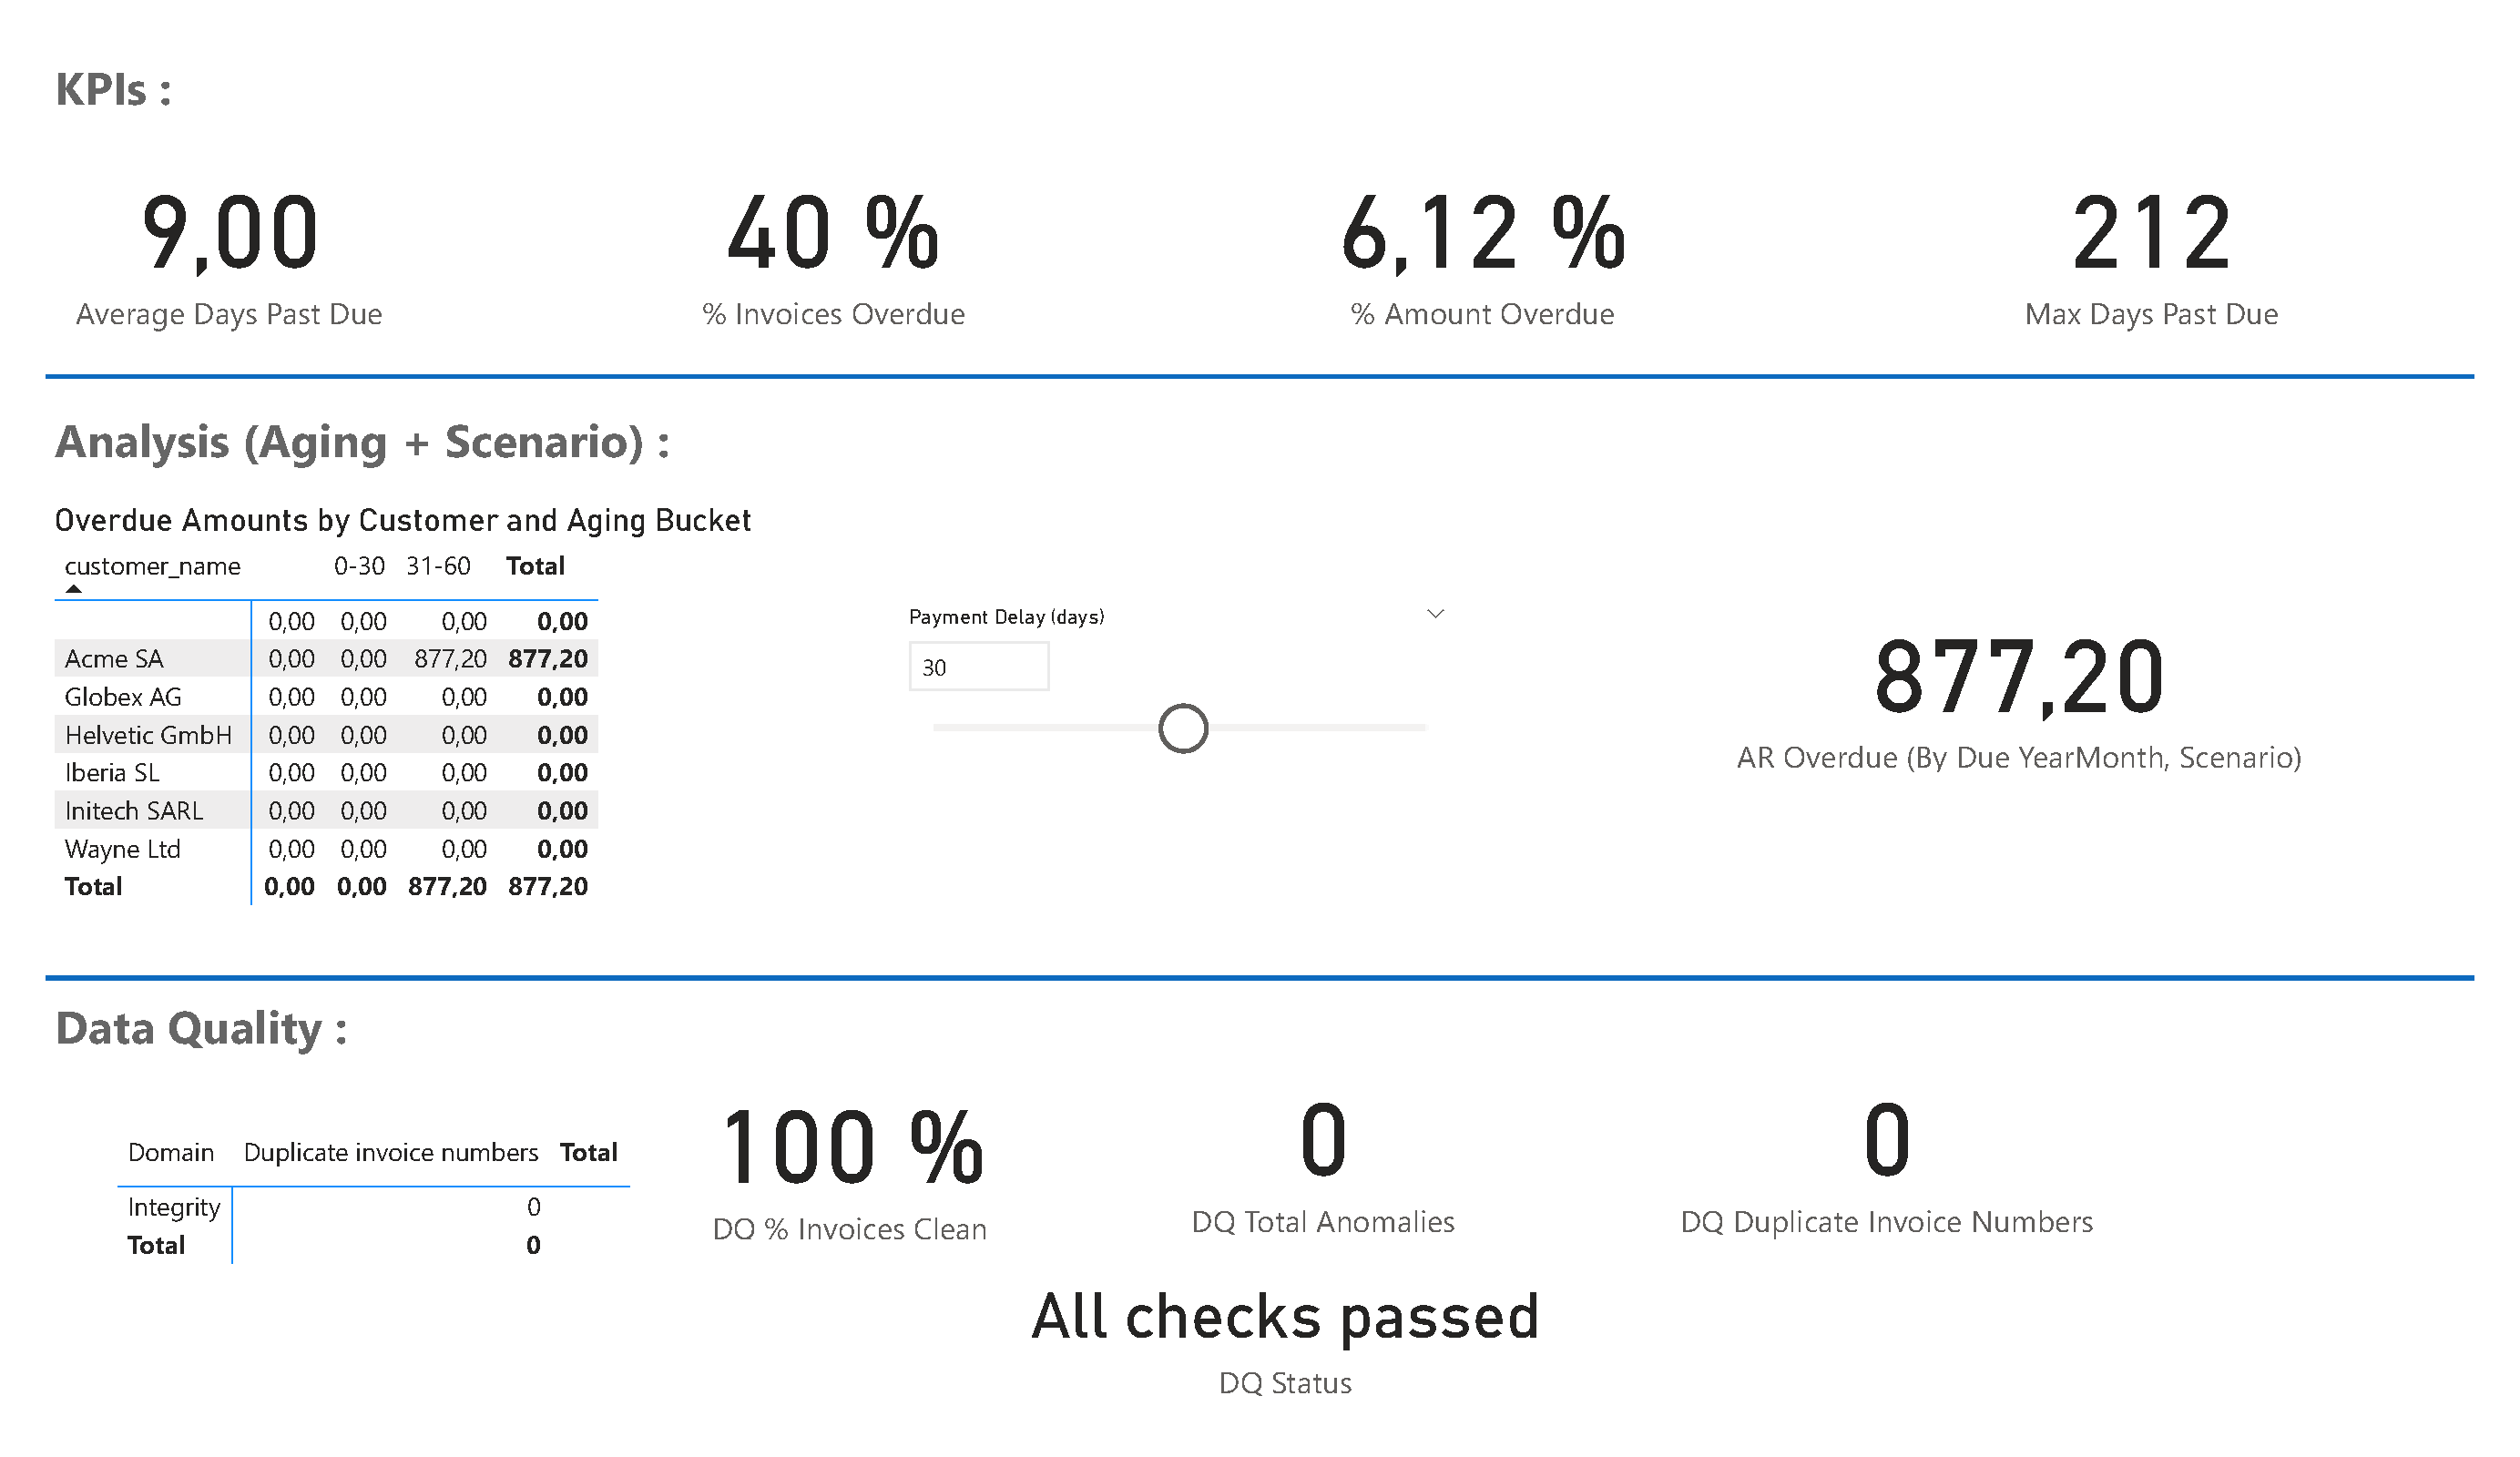 KPIs :
9,00
Average Days Past Due
40 %
% Invoices Overdue
6,12 %
% Amount Overdue
212
Max Days Past Due
Analysis (Aging + Scenario) :
Overdue Amounts by Customer and Aging Bucket
customer_name 0-30 31-60 Total
0,00 0,00 0,00 0,00
Acme SA 0,00 0,00 877,20 877,20
Globex AG 0,00 0,00 0,00 0,00
Helvetic GmbH 0,00 0,00 0,00 0,00
Iberia SL 0,00 0,00 0,00 0,00
Initech SARL 0,00 0,00 0,00 0,00
Wayne Ltd 0,00 0,00 0,00 0,00
Total 0,00 0,00 877,20 877,20
Payment Delay (days)
30
877,20
AR Overdue (By Due YearMonth, Scenario)
Data Quality :
Domain Duplicate invoice numbers Total
Integrity 0
Total 0
100 %
DQ % Invoices Clean
0
DQ Total Anomalies
0
DQ Duplicate Invoice Numbers
All checks passed
DQ Status